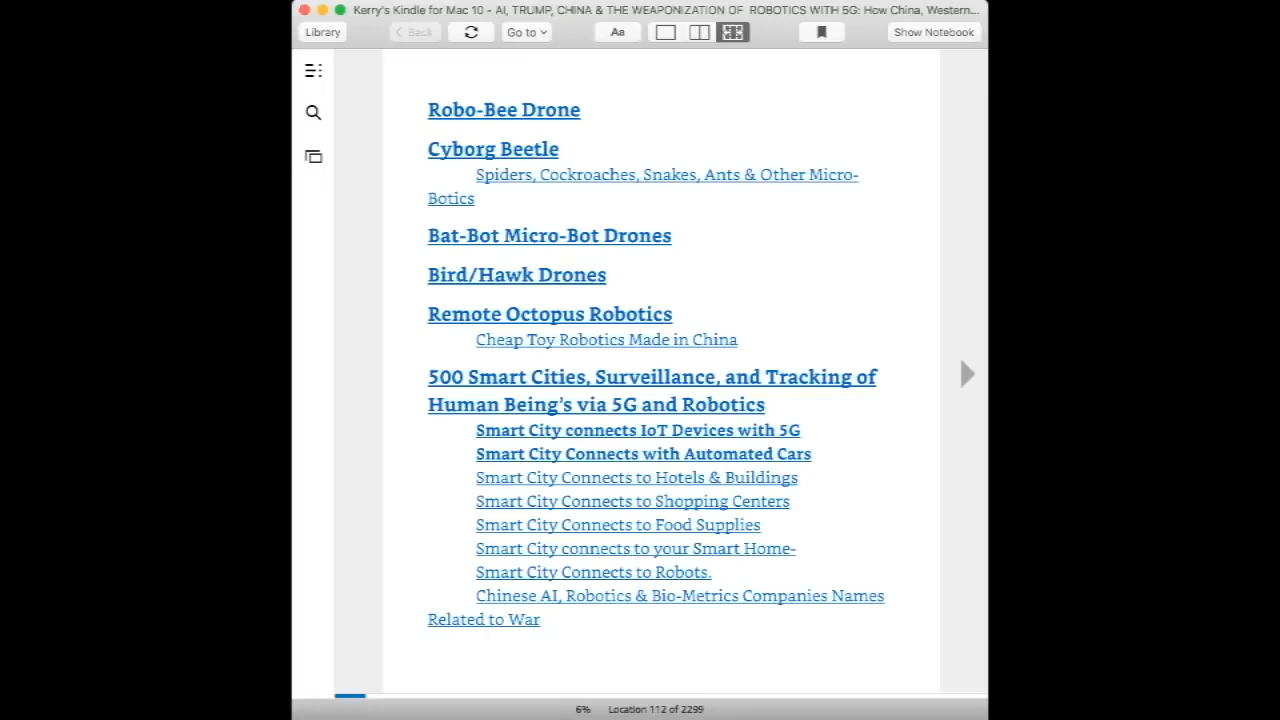 Kerry's Kindle for Mac 10 - AI, TRUMP, CHINA & THE WEAPONIZATION OF ROBOTICS WITH 5G: How China, Western...
Library
Back
Go to
Aa
Show Notebook
Robo-Bee Drone
Cyborg Beetle
Spiders, Cockroaches, Snakes, Ants & Other Micro-
Botics
Bat-Bot Micro-Bot Drones
Bird/Hawk Drones
Remote Octopus Robotics
Cheap Toy Robotics Made in China
500 Smart Cities, Surveillance, and Tracking of
Human Being's via 5G and Robotics
Smart City connects IoT Devices with 5G
Smart City Connects with Automated Cars
Smart City Connects to Hotels & Buildings
Smart City Connects to Shopping Centers
Smart City Connects to Food Supplies
Smart City connects to your Smart Home-
Smart City Connects to Robots.
Chinese AI, Robotics & Bio-Metrics Companies Names
Related to War
6% Location 112 of 2299